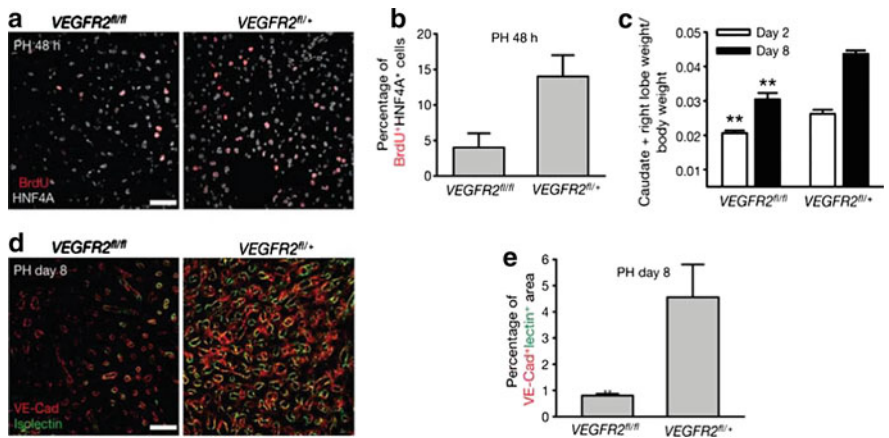 a
VEGFR2fl/fl
VEGFR2fl/+
PH 48 h
BrdU
HNF4A
b
PH 48 h
Percentage of
BrdU+HNF4A+ cells
20
15
10
5
0
VEGFR2fl/fl
VEGFR2fl/+
c
Day 2
Day 8
Caudate + right lobe weight/
body weight
0.05
0.04
0.03
0.02
0.01
**
**
VEGFR2fl/fl
VEGFR2fl/+
d
VEGFR2fl/fl
VEGFR2fl/+
PH day 8
VE-Cad
Isolectin
e
PH day 8
Percentage of
VE-Cad+lectin+ area
6
5
4
3
2
1
0
**
VEGFR2fl/fl
VEGFR2fl/+